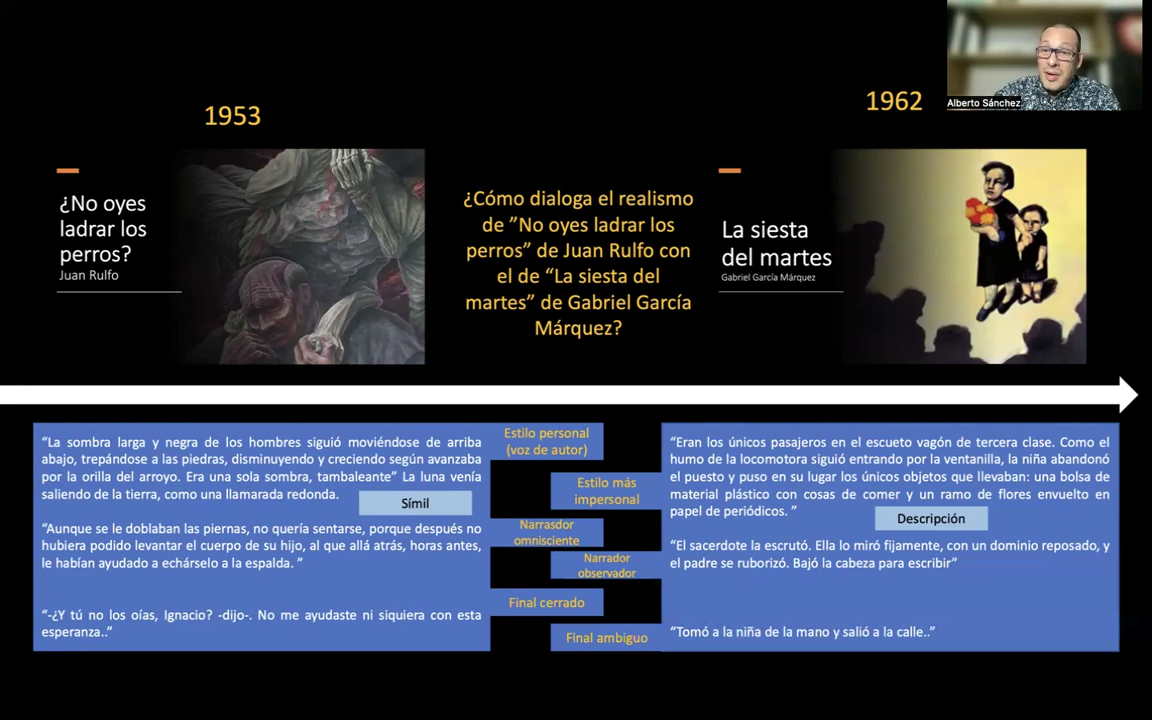 1953
1962
Alberto Sánchez
¿No oyes
ladrar los
perros?
Juan Rulfo
¿Cómo dialoga el realismo
de ”No oyes ladrar los
perros” de Juan Rulfo con
el de “La siesta del
martes” de Gabriel García
Márquez?
La siesta
del martes
Gabriel García Márquez
“La sombra larga y negra de los hombres siguió moviéndose de arriba
abajo, trepándose a las piedras, disminuyendo y creciendo según avanzaba
por la orilla del arroyo. Era una sola sombra, tambaleante” La luna venía
saliendo de la tierra, como una llamarada redonda.
Símil
“Aunque se le doblaban las piernas, no quería sentarse, porque después no
hubiera podido levantar el cuerpo de su hijo, al que allá atrás, horas antes,
le habían ayudado a echárselo a la espalda. ”
“-¿Y tú no los oías, Ignacio? -dijo-. No me ayudaste ni siquiera con esta
esperanza..”
Estilo personal
(voz de autor)
Estilo más
impersonal
Narrasdor
omnisciente
Narrador
observador
Final cerrado
Final ambiguo
“Eran los únicos pasajeros en el escueto vagón de tercera clase. Como el
humo de la locomotora siguió entrando por la ventanilla, la niña abandonó
el puesto y puso en su lugar los únicos objetos que llevaban: una bolsa de
material plástico con cosas de comer y un ramo de flores envuelto en
papel de periódicos. ”
Descripción
“El sacerdote la escrutó. Ella lo miró fijamente, con un dominio reposado, y
el padre se ruborizó. Bajó la cabeza para escribir”
“Tomó a la niña de la mano y salió a la calle..”